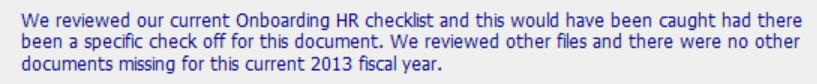 We reviewed our current Onboarding HR checklist and this would have been caught had there
been a specific check off for this document. We reviewed other files and there were no other
documents missing for this current 2013 fiscal year.